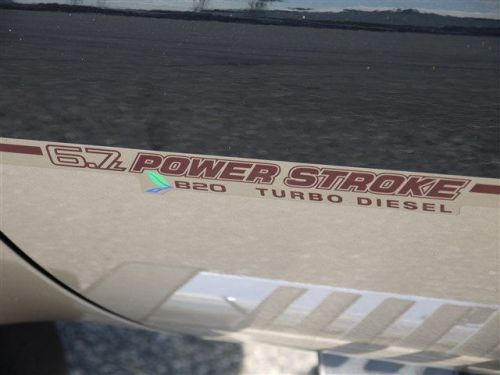 6.7L POWER STROKE
B20 TURBO DIESEL